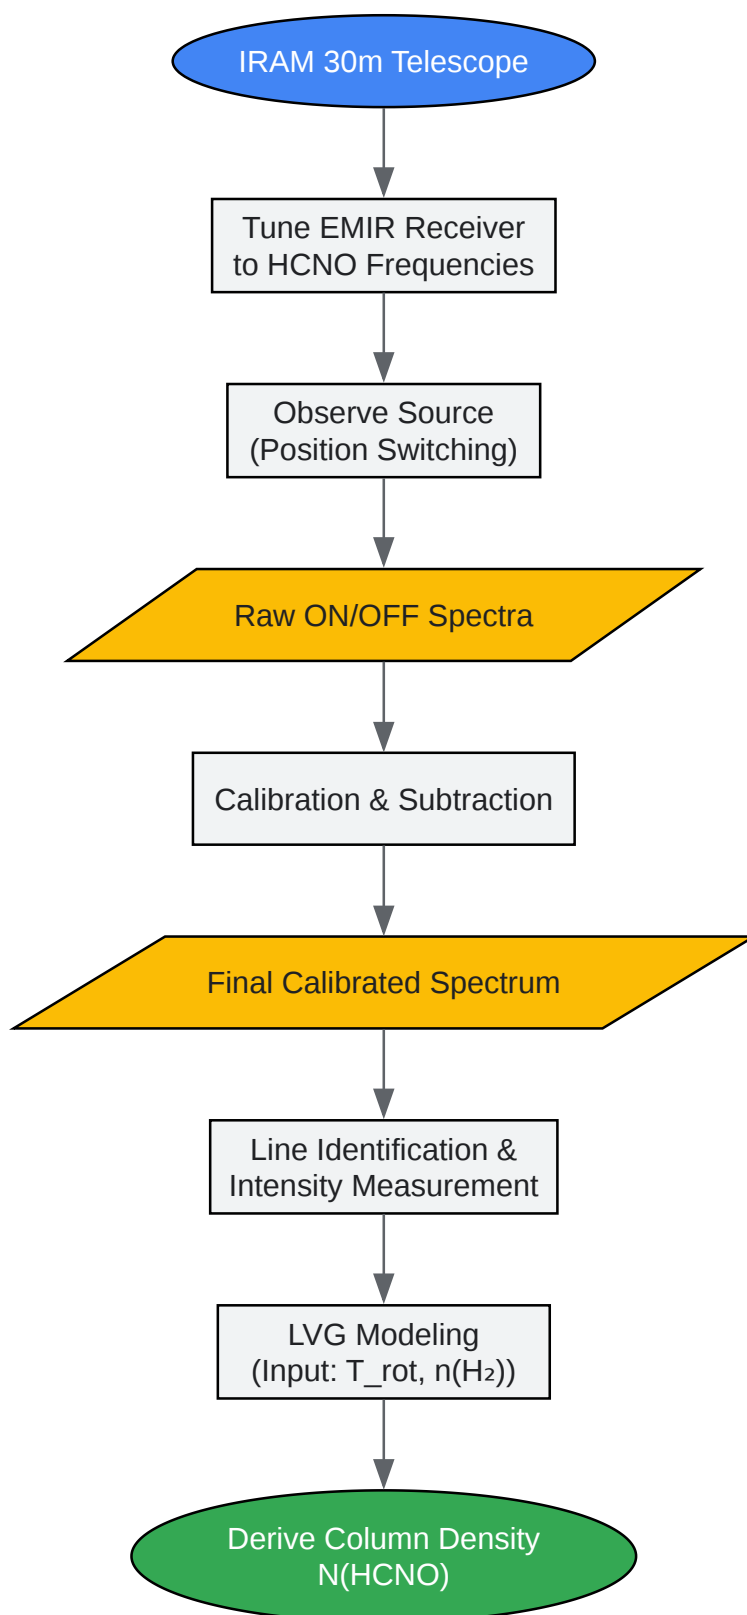 IRAM 30m Telescope
Tune EMIR Receiver
to HCNO Frequencies
Observe Source
(Position Switching)
Raw ON/OFF Spectra
Calibration & Subtraction
Final Calibrated Spectrum
Line Identification &
Intensity Measurement
LVG Modeling
(Input: T_rot, n(H₂))
Derive Column Density
N(HCNO)